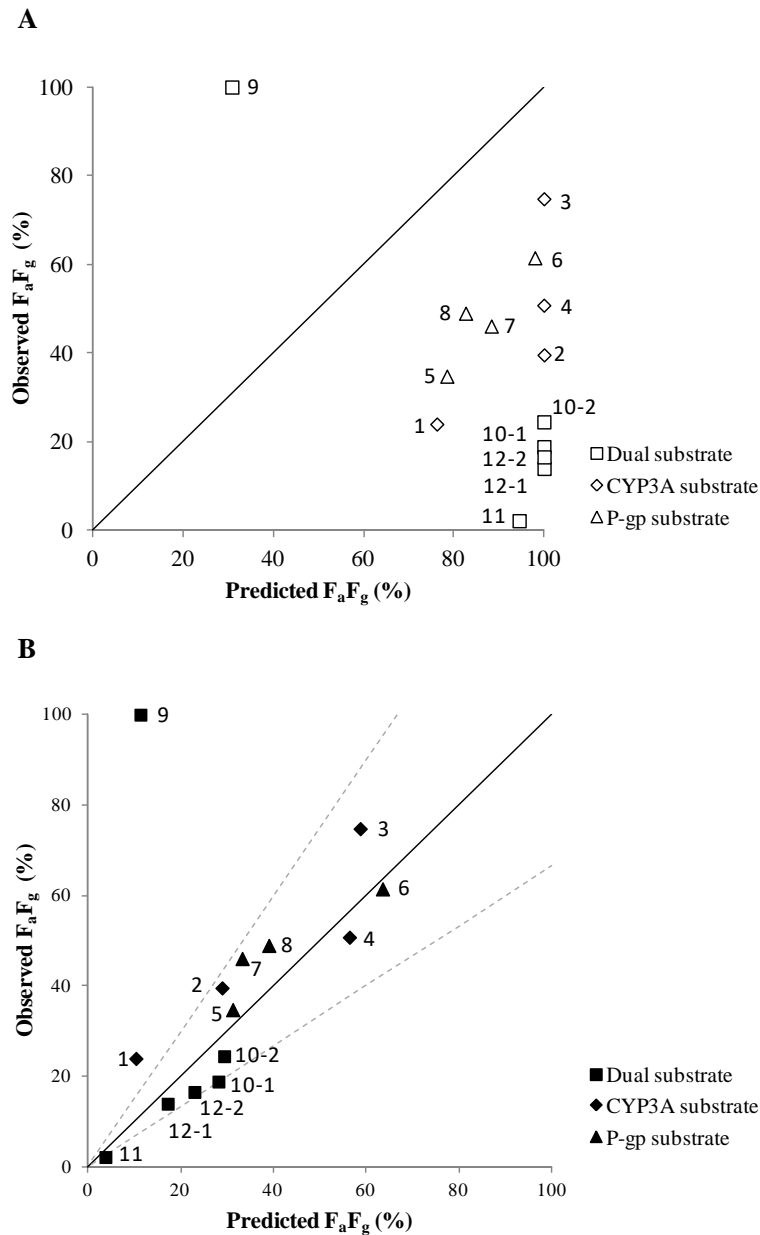 A
100
80
60
40
20
0
0 20 40 60 80 100
Observed FaFg (%)
Predicted FaFg (%)
9
3
6
4
8
7
2
5
1
10-2
10-1
12-2
12-1
11
Dual substrate
CYP3A substrate
P-gp substrate
B
100
80
60
40
20
0
0 20 40 60 80 100
Observed FaFg (%)
Predicted FaFg (%)
9
3
6
4
8
7
2
5
1
10-2
10-1
12-2
12-1
11
Dual substrate
CYP3A substrate
P-gp substrate